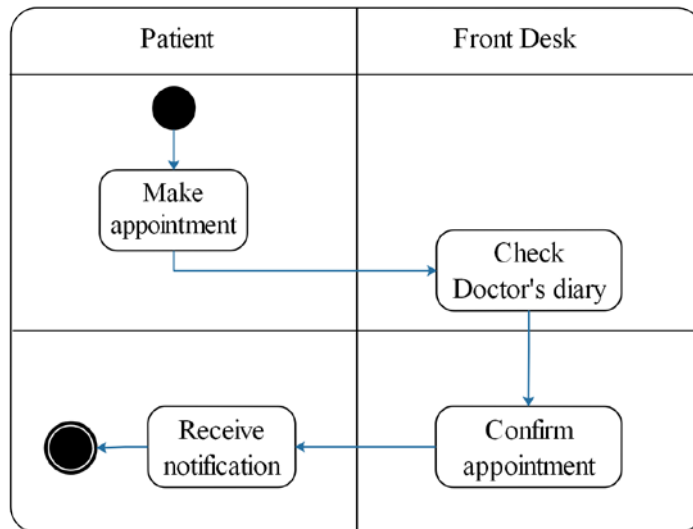 Patient
Front Desk
Make
appointment
Check
Doctor's diary
Receive
notification
Confirm
appointment